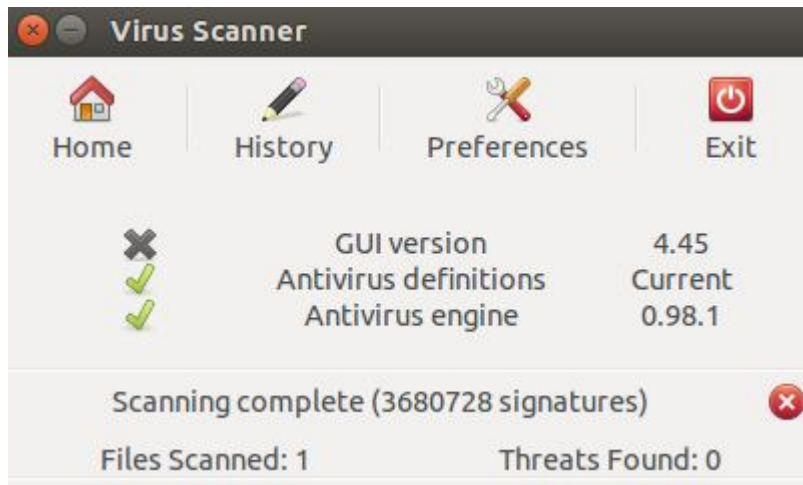 Virus Scanner
Home History Preferences Exit
GUI version 4.45
Antivirus definitions Current
Antivirus engine 0.98.1
Scanning complete (3680728 signatures)
Files Scanned: 1 Threats Found: 0